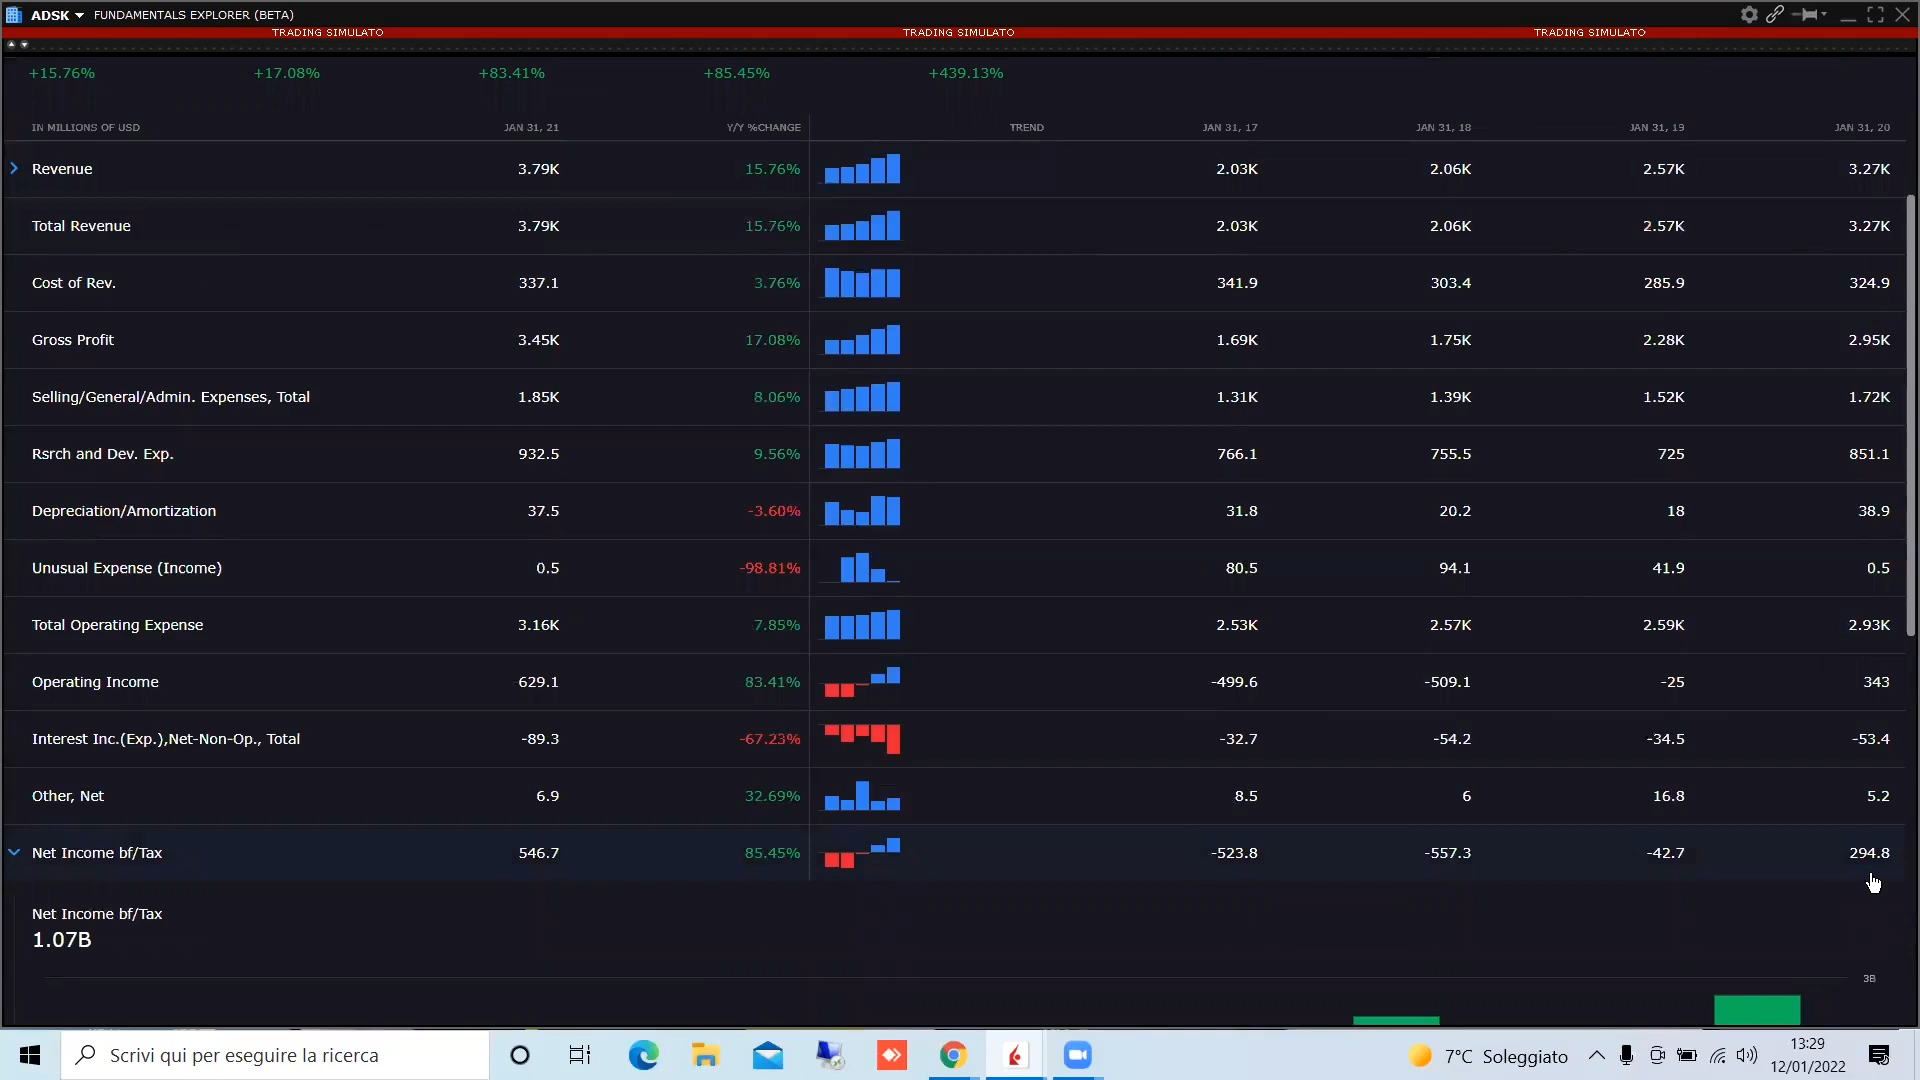 ADSK FUNDAMENTALS EXPLORER (BETA)
TRADING SIMULATO TRADING SIMULATO TRADING SIMULATO
+15.76% +17.08% +83.41% +85.45% +439.13%
IN MILLIONS OF USD JAN 31, 21 Y/Y %CHANGE TREND JAN 31, 17 JAN 31, 18 JAN 31, 19 JAN 31, 20
Revenue 3.79K 15.76% 2.03K 2.06K 2.57K 3.27K
Total Revenue 3.79K 15.76% 2.03K 2.06K 2.57K 3.27K
Cost of Rev. 337.1 3.76% 341.9 303.4 285.9 324.9
Gross Profit 3.45K 17.08% 1.69K 1.75K 2.28K 2.95K
Selling/General/Admin. Expenses, Total 1.85K 8.06% 1.31K 1.39K 1.52K 1.72K
Rsrch and Dev. Exp. 932.5 9.56% 766.1 755.5 725 851.1
Depreciation/Amortization 37.5 -3.60% 31.8 20.2 18 38.9
Unusual Expense (Income) 0.5 -98.81% 80.5 94.1 41.9 0.5
Total Operating Expense 3.16K 7.85% 2.53K 2.57K 2.59K 2.93K
Operating Income 629.1 83.41% -499.6 -509.1 -25 343
Interest Inc.(Exp.),Net-Non-Op., Total -89.3 -67.23% -32.7 -54.2 -34.5 -53.4
Other, Net 6.9 32.69% 8.5 6 16.8 5.2
Net Income bf/Tax 546.7 85.45% -523.8 -557.3 -42.7 294.8
Net Income bf/Tax
1.07B
3B
Scrivi qui per eseguire la ricerca 7°C Soleggiato 13:29
12/01/2022